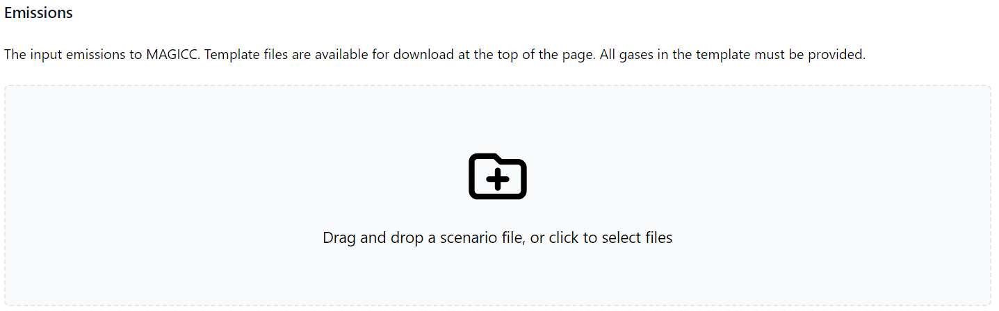 Emissions
The input emissions to MAGICC. Template files are available for download at the top of the page. All gases in the template must be provided.
Drag and drop a scenario file, or click to select files